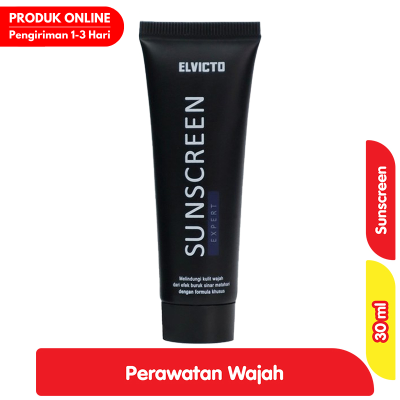 PRODUK ONLINE
Pengiriman 1-3 Hari
ELVICTO
SUNSCREEN
EXPERT
Melindungi kulit wajah
dari efek buruk sinar matahari
dengan formula khusus
Sunscreen
30 ml
Perawatan Wajah